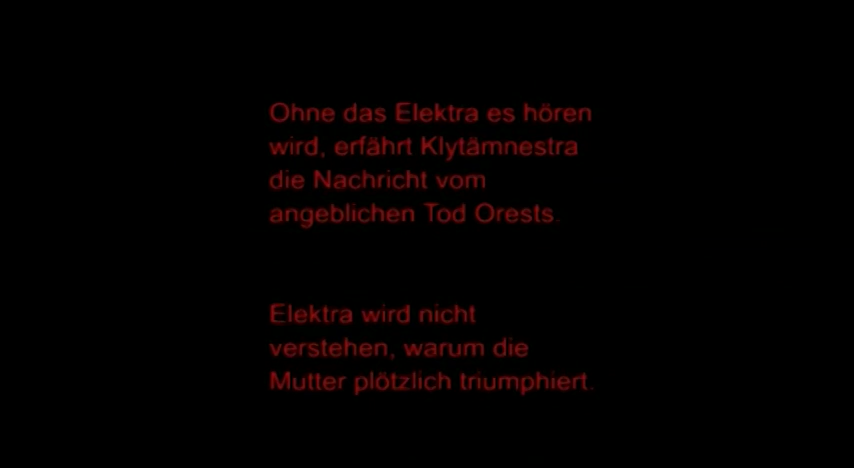 Ohne das Elektra es hören
wird, erfährt Klytämnestra
die Nachricht vom
angeblichen Tod Orests.
Elektra wird nicht
verstehen, warum die
Mutter plötzlich triumphiert.